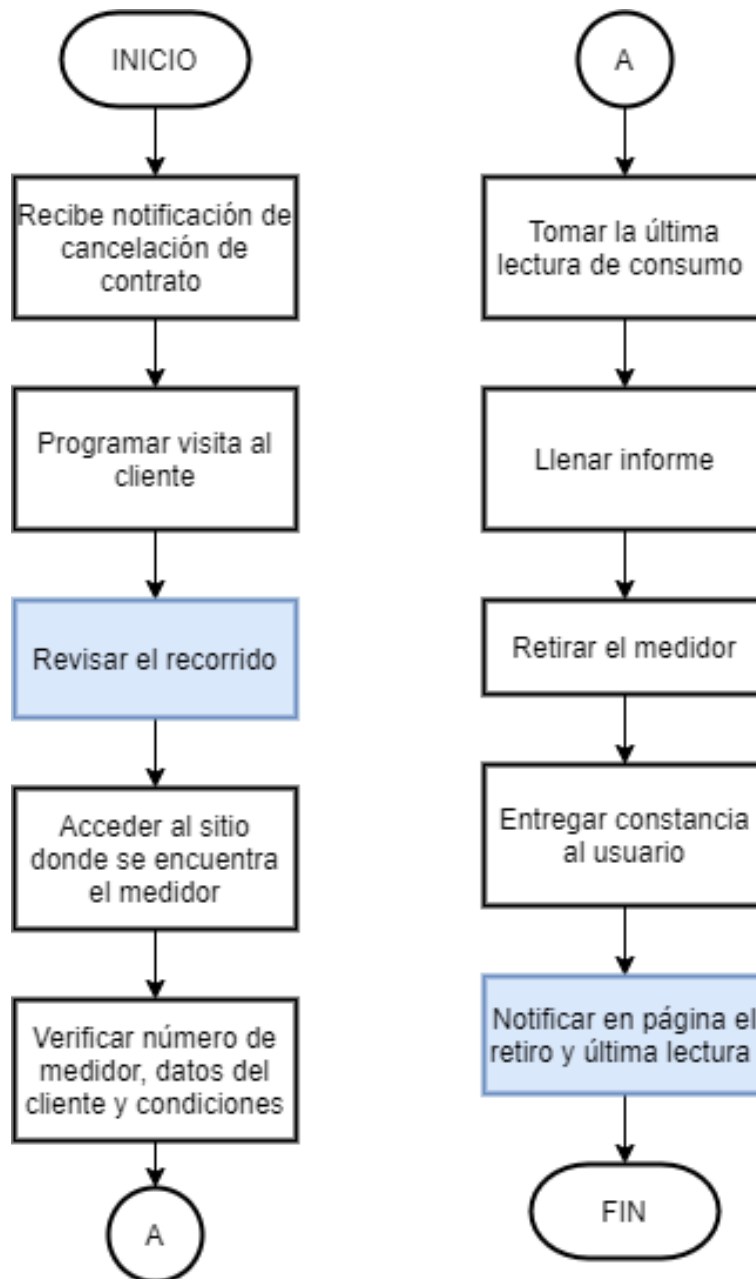 INICIO
Recibe notificación de
cancelación de
contrato
Programar visita al
cliente
Revisar el recorrido
Acceder al sitio
donde se encuentra
el medidor
Verificar número de
medidor, datos del
cliente y condiciones
A
A
Tomar la última
lectura de consumo
Llenar informe
Retirar el medidor
Entregar constancia
al usuario
Notificar en página el
retiro y última lectura
FIN